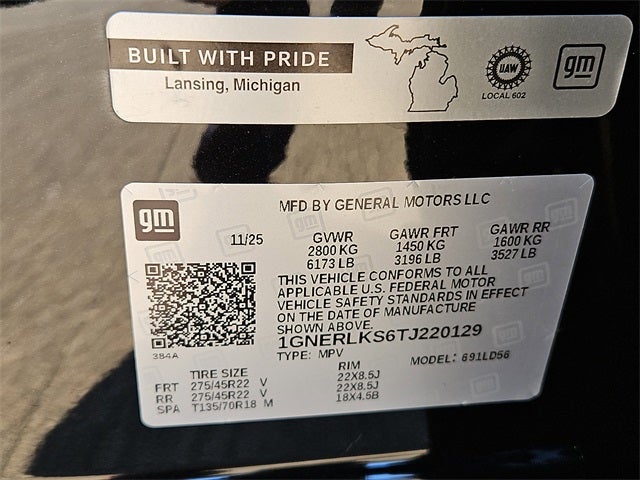 BUILT WITH PRIDE
Lansing, Michigan
UAW
LOCAL 602
gm
gm
MFD BY GENERAL MOTORS LLC
11/25 GVWR GAWR FRT GAWR RR
2800 KG 1450 KG 1600 KG
6173 LB 3196 LB 3527 LB
THIS VEHICLE CONFORMS TO ALL
APPLICABLE U.S. FEDERAL MOTOR
VEHICLE SAFETY STANDARDS IN EFFECT
ON THE DATE OF MANUFACTURE
SHOWN ABOVE.
1GNERLKS6TJ220129
384A
TYPE: MPV MODEL: 691LD56
TIRE SIZE RIM
FRT 275/45R22 V 22X8.5J
RR 275/45R22 V 22X8.5J
SPA T135/70R18 M 18X4.5B